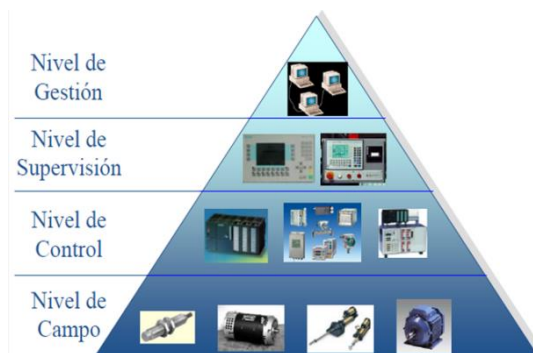 Nivel de
Gestión
Nivel de
Supervisión
Nivel de
Control
Nivel de
Campo